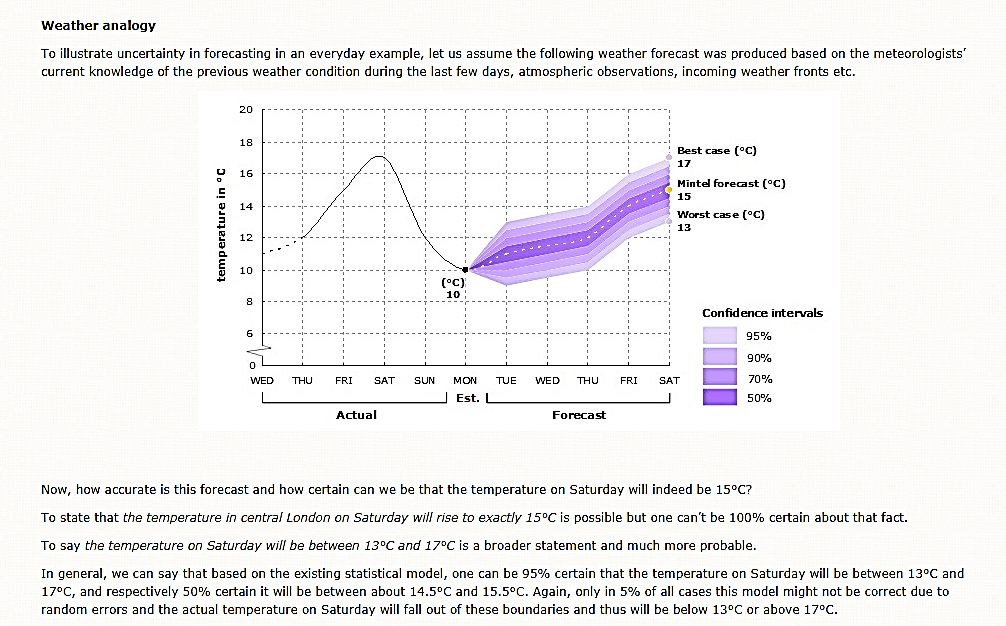 Weather analogy
To illustrate uncertainty in forecasting in an everyday example, let us assume the following weather forecast was produced based on the meteorologists'
current knowledge of the previous weather condition during the last few days, atmospheric observations, incoming weather fronts etc.
temperature in °C
20
18
16
14
12
10
8
6
0
Best case (°C)
17
Mintel forecast (°C)
15
Worst case (°C)
13
(°C)
10
Confidence intervals
95%
90%
70%
50%
WED THU FRI SAT SUN MON TUE WED THU FRI SAT
Est.
Actual Forecast
Now, how accurate is this forecast and how certain can we be that the temperature on Saturday will indeed be 15°C?
To state that the temperature in central London on Saturday will rise to exactly 15°C is possible but one can't be 100% certain about that fact.
To say the temperature on Saturday will be between 13°C and 17°C is a broader statement and much more probable.
In general, we can say that based on the existing statistical model, one can be 95% certain that the temperature on Saturday will be between 13°C and
17°C, and respectively 50% certain it will be between about 14.5°C and 15.5°C. Again, only in 5% of all cases this model might not be correct due to
random errors and the actual temperature on Saturday will fall out of these boundaries and thus will be below 13°C or above 17°C.